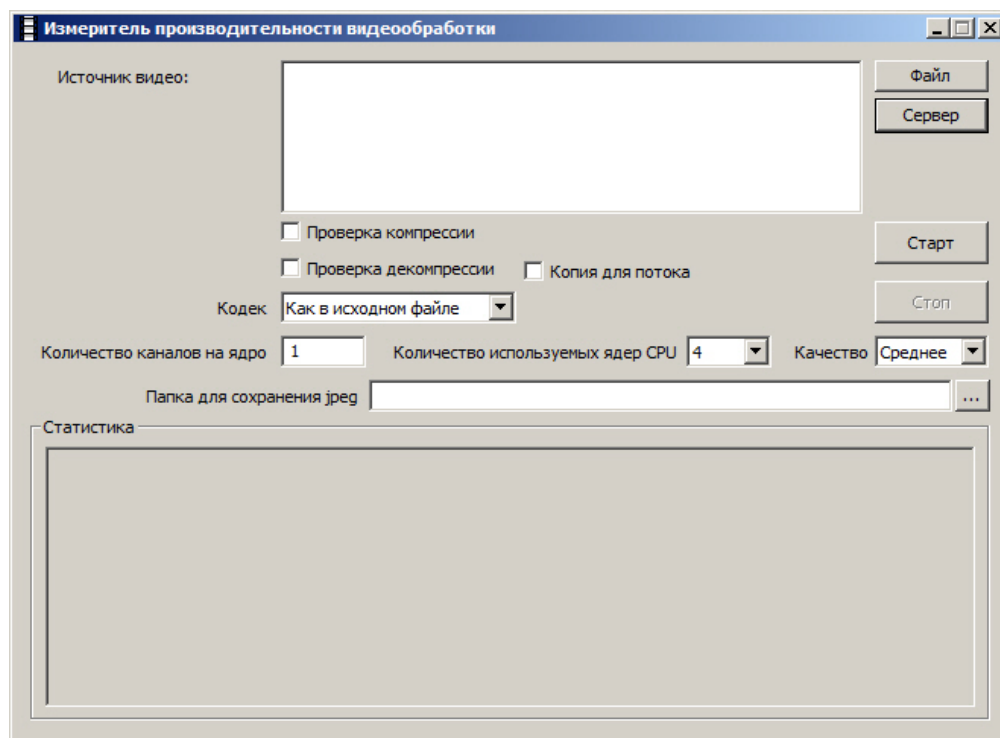 Измеритель производительности видеообработки
Источник видео:
Файл
Сервер
Проверка компрессии
Старт
Проверка декомпрессии
Копия для потока
Кодек
Как в исходном файле
Стоп
Количество каналов на ядро
1
Количество используемых ядер CPU
4
Качество
Среднее
Папка для сохранения jpeg
...
Статистика